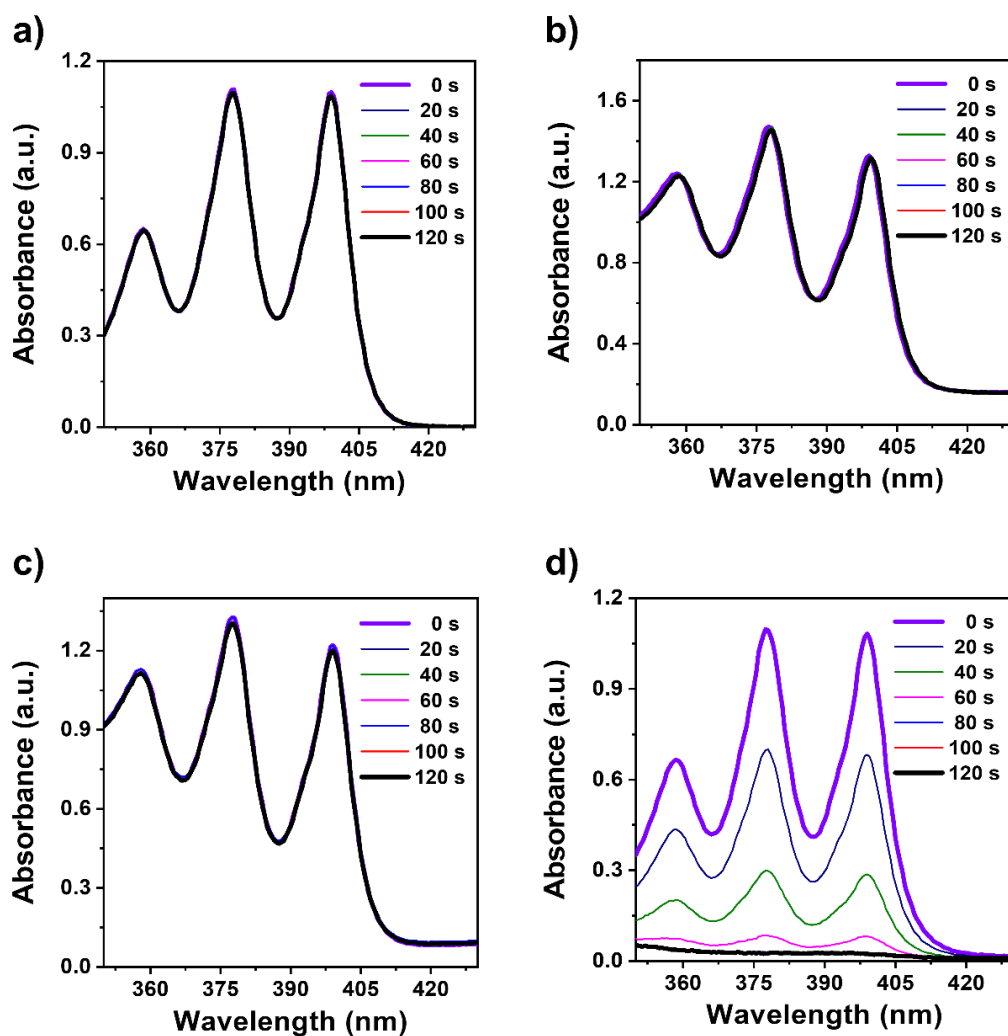 a)
Absorbance (a.u.)
1.2
0.9
0.6
0.3
0.0
0 s
20 s
40 s
60 s
80 s
100 s
120 s
360 375 390 405 420
Wavelength (nm)
b)
Absorbance (a.u.)
1.6
1.2
0.8
0.4
0.0
0 s
20 s
40 s
60 s
80 s
100 s
120 s
360 375 390 405 420
Wavelength (nm)
c)
Absorbance (a.u.)
1.2
0.9
0.6
0.3
0.0
0 s
20 s
40 s
60 s
80 s
100 s
120 s
360 375 390 405 420
Wavelength (nm)
d)
Absorbance (a.u.)
1.2
0.9
0.6
0.3
0.0
0 s
20 s
40 s
60 s
80 s
100 s
120 s
360 375 390 405 420
Wavelength (nm)